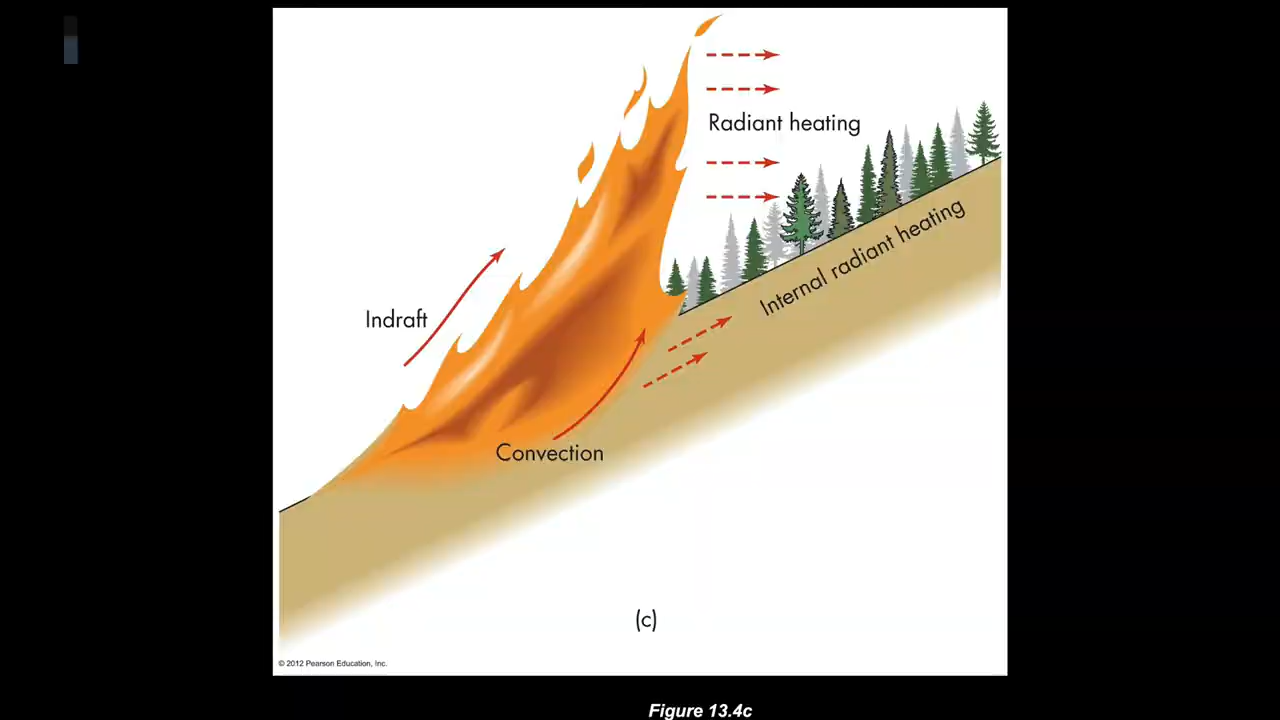 Radiant heating
Internal radiant heating
Indraft
Convection
(c)
© 2012 Pearson Education, Inc.
Figure 13.4c